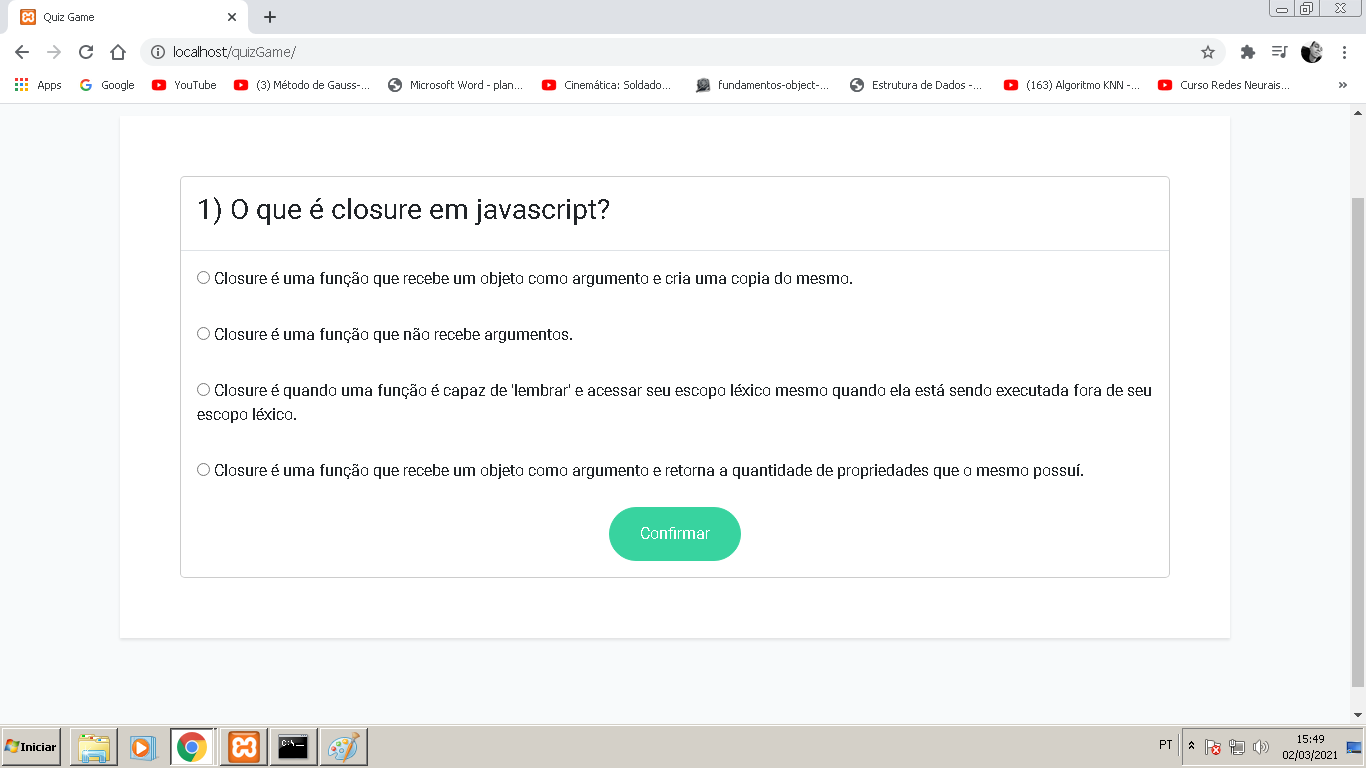 Quiz Game
localhost/quizGame/
Apps Google YouTube (3) Método de Gauss-... Microsoft Word - plan... Cinemática: Soldado... fundamentos-object-... Estrutura de Dados -... (163) Algoritmo KNN -... Curso Redes Neurais... »
1) O que é closure em javascript?
Closure é uma função que recebe um objeto como argumento e cria uma copia do mesmo.
Closure é uma função que não recebe argumentos.
Closure é quando uma função é capaz de 'lembrar' e acessar seu escopo léxico mesmo quando ela está sendo executada fora de seu
escopo léxico.
Closure é uma função que recebe um objeto como argumento e retorna a quantidade de propriedades que o mesmo possuí.
Confirmar
Iniciar
C:\.
PT
15:49
02/03/2021